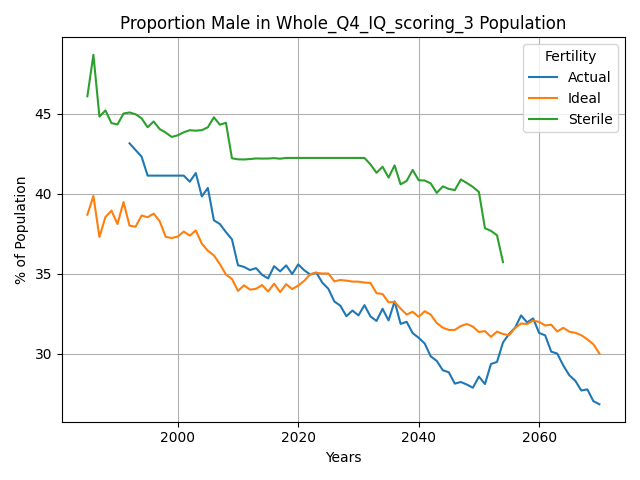 Proportion Male in Whole_Q4_IQ_scoring_3 Population
Fertility
Actual
Ideal
Sterile
% of Population
45
40
35
30
2000 2020 2040 2060
Years